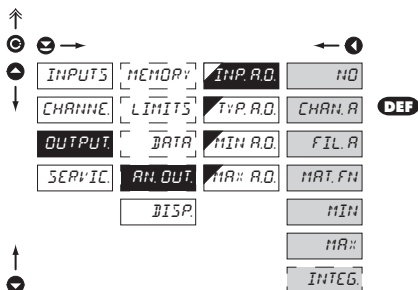 INPUTS MEMORY INP. A.O. NO
CHANNE. LIMITS TYP. A.O. CHAN. A DEF
OUTPUT. DATA MIN A.O. FIL. A
SERVIC. AN. OUT. MAX A.O. MAT. FN
DISP. MIN
MAX
INTEG.